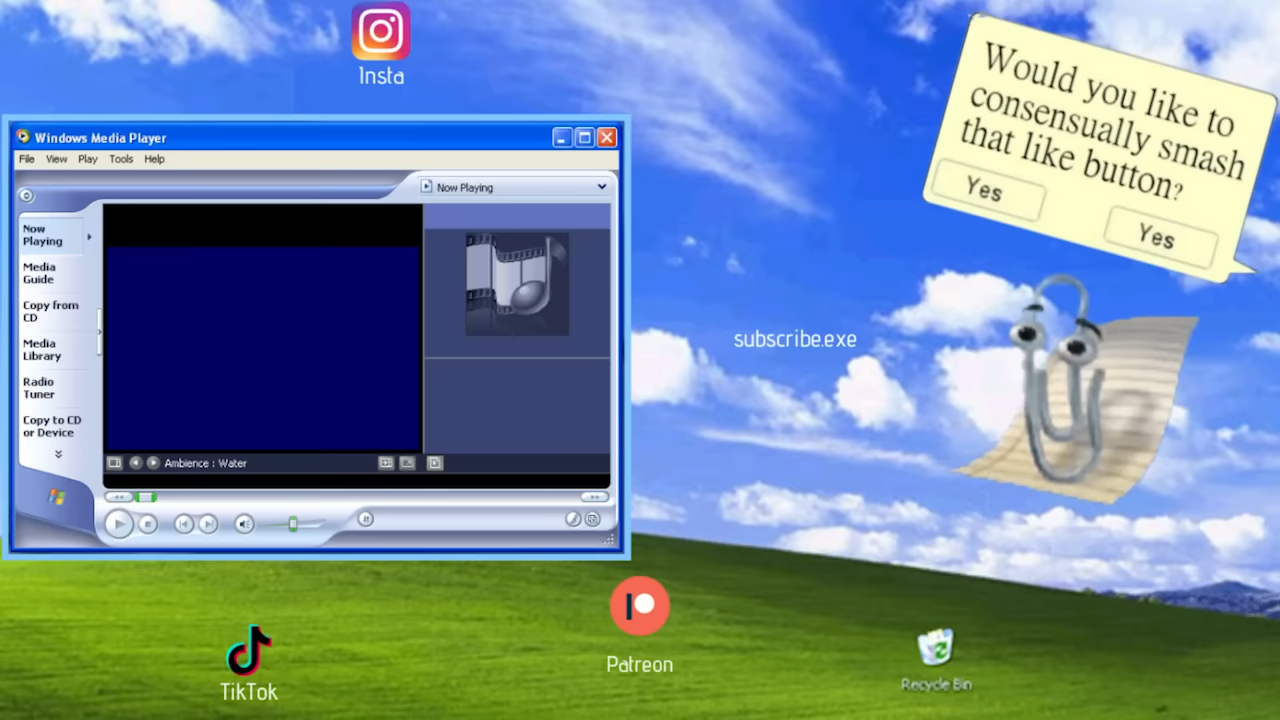 Insta
Would you like to
consensually smash
that like button?
Yes
Yes
Windows Media Player
File View Play Tools Help
Now Playing
Now
Playing
Media
Guide
Copy from
CD
Media
Library
Radio
Tuner
Copy to CD
or Device
Ambience : Water
subscribe.exe
TikTok
Patreon
Recycle Bin